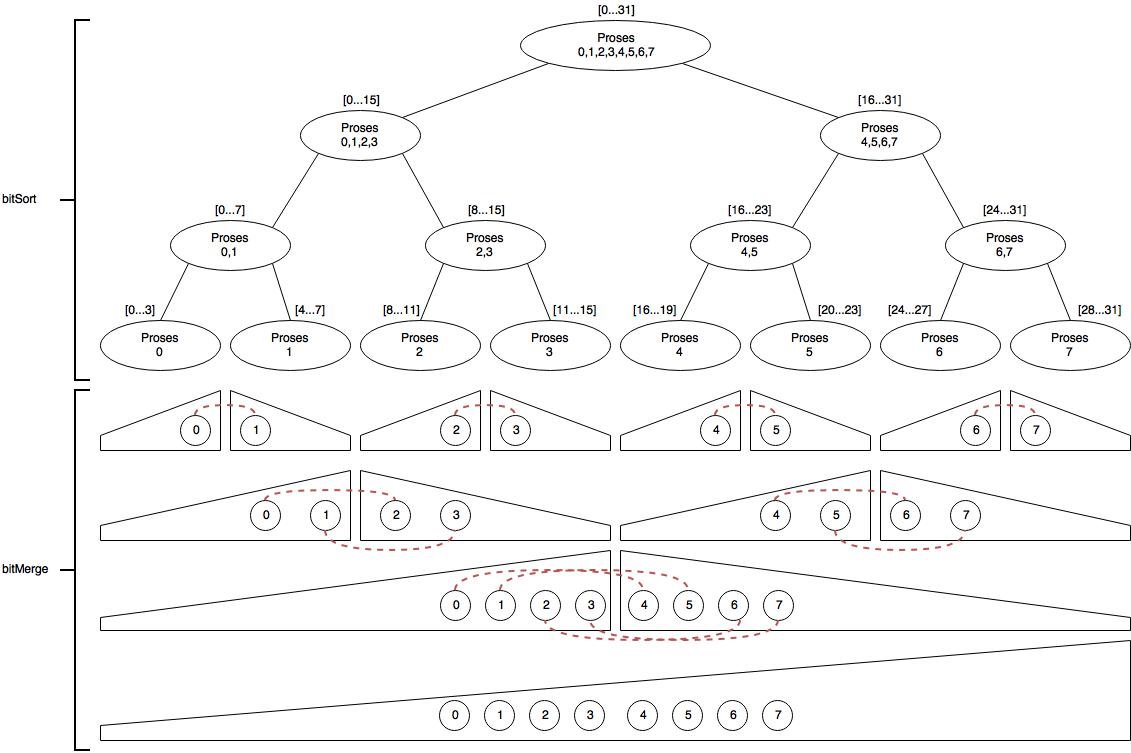 [0...31]
Proses
0,1,2,3,4,5,6,7
[0...15]
[16...31]
Proses
0,1,2,3
Proses
4,5,6,7
bitSort
[0...7]
[8...15]
[16...23]
[24...31]
Proses
0,1
Proses
2,3
Proses
4,5
Proses
6,7
[0...3]
[4...7]
[8...11]
[11...15]
[16...19]
[20...23]
[24...27]
[28...31]
Proses
0
Proses
1
Proses
2
Proses
3
Proses
4
Proses
5
Proses
6
Proses
7
0 1 2 3 4 5 6 7
0 1 2 3 4 5 6 7
bitMerge
0 1 2 3 4 5 6 7
0 1 2 3 4 5 6 7